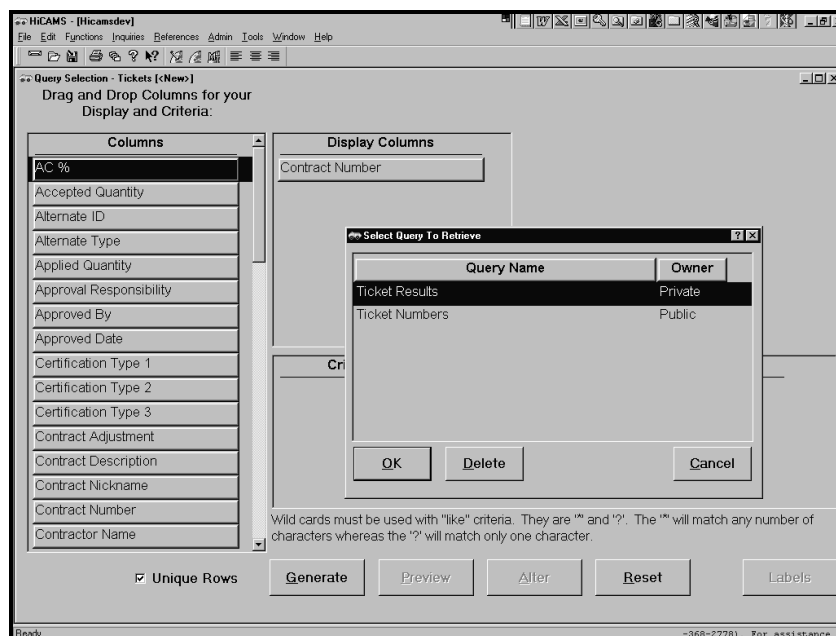 HiCAMS - [Hicamsdev]
File Edit Functions Inquiries References Admin Tools Window Help
Query Selection - Tickets [<New>]
Drag and Drop Columns for your
Display and Criteria:
Columns
AC %
Accepted Quantity
Alternate ID
Alternate Type
Applied Quantity
Approval Responsibility
Approved By
Approved Date
Certification Type 1
Certification Type 2
Certification Type 3
Contract Adjustment
Contract Description
Contract Nickname
Contract Number
Contractor Name
Display Columns
Contract Number
Select Query To Retrieve
Query Name Owner
Ticket Results Private
Ticket Numbers Public
OK Delete Cancel
Cri
Wild cards must be used with "like" criteria. They are '*' and '?'. The '*' will match any number of
characters whereas the '?' will match only one character.
Unique Rows Generate Preview Alter Reset Labels
Ready -368-2778) For assistance